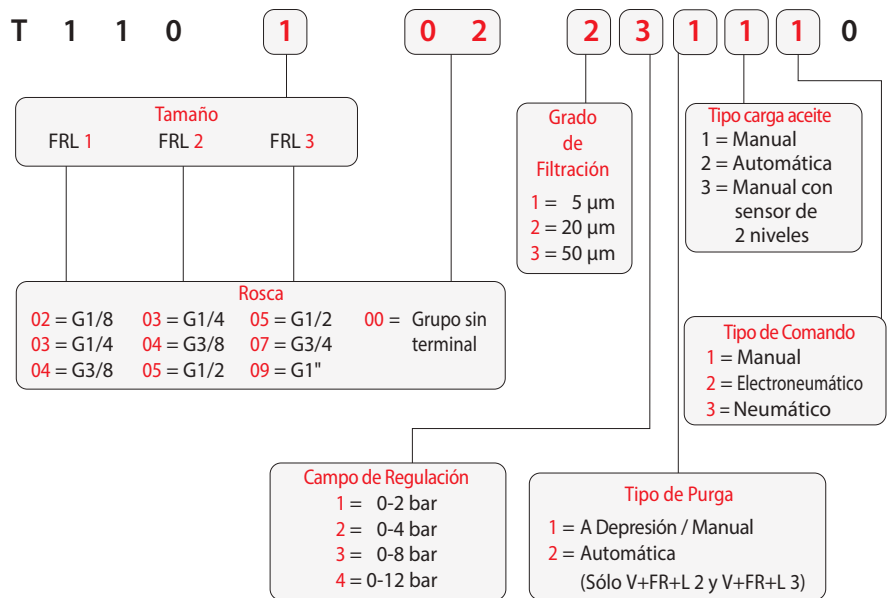 T 1 1 0 1 0 2 2 3 1 1 1 0
Tamaño
FRL 1 FRL 2 FRL 3
Grado
de
Filtración
1 = 5 µm
2 = 20 µm
3 = 50 µm
Tipo carga aceite
1 = Manual
2 = Automática
3 = Manual con
sensor de
2 niveles
Rosca
02 = G1/8 03 = G1/4 05 = G1/2 00 = Grupo sin
03 = G1/4 04 = G3/8 07 = G3/4 terminal
04 = G3/8 05 = G1/2 09 = G1"
Tipo de Comando
1 = Manual
2 = Electroneumático
3 = Neumático
Campo de Regulación
1 = 0-2 bar
2 = 0-4 bar
3 = 0-8 bar
4 = 0-12 bar
Tipo de Purga
1 = A Depresión / Manual
2 = Automática
(Sólo V+FR+L 2 y V+FR+L 3)